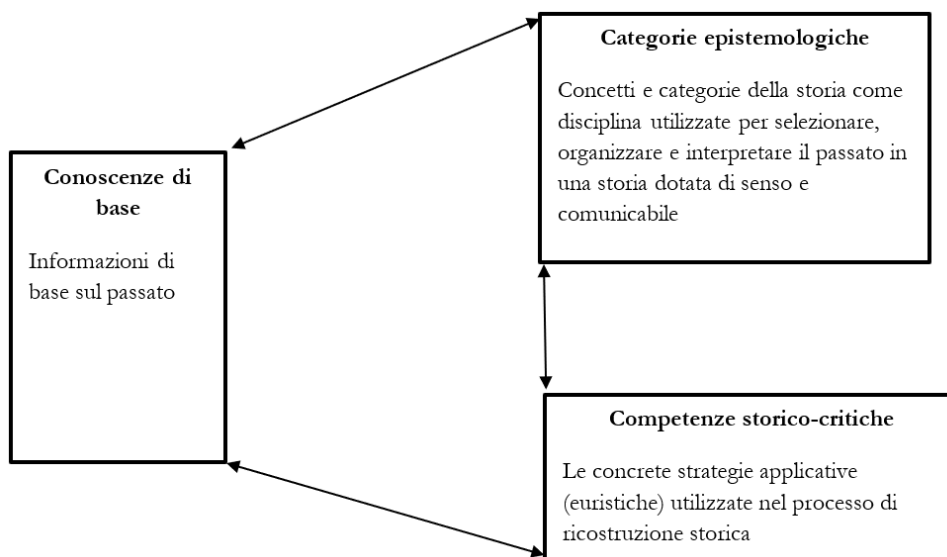 Categorie epistemologiche
Concetti e categorie della storia come
disciplina utilizzate per selezionare,
organizzare e interpretare il passato in
una storia dotata di senso e
comunicabile
Conoscenze di
base
Informazioni di
base sul passato
Competenze storico-critiche
Le concrete strategie applicative
(euristiche) utilizzate nel processo di
ricostruzione storica